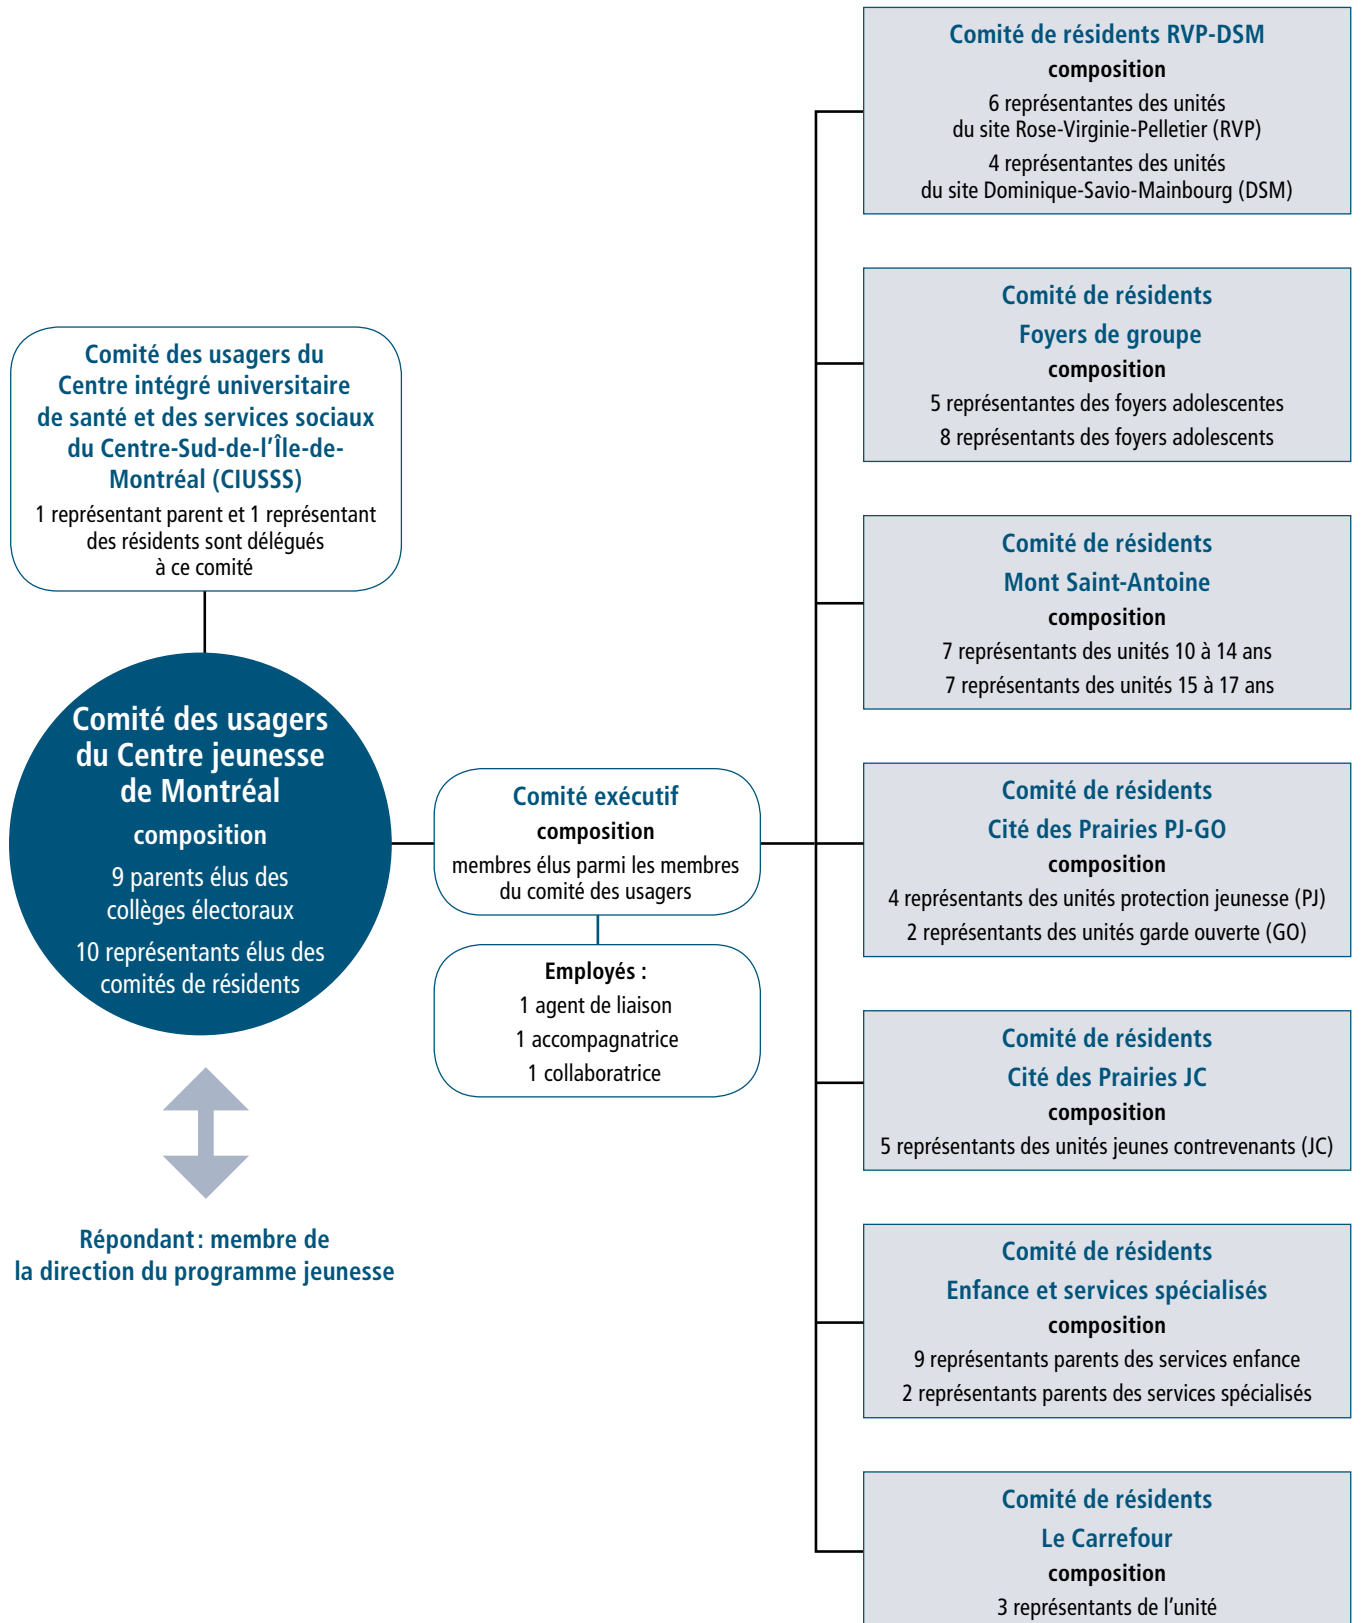 Comité des usagers du
Centre intégré universitaire
de santé et des services sociaux
du Centre-Sud-de-l'Île-de-
Montréal (CIUSSS)
1 représentant parent et 1 représentant
des résidents sont délégués
à ce comité
Comité des usagers
du Centre jeunesse
de Montréal
composition
9 parents élus des
collèges électoraux
10 représentants élus des
comités de résidents
Répondant : membre de
la direction du programme jeunesse
Comité exécutif
composition
membres élus parmi les membres
du comité des usagers
Employés :
1 agent de liaison
1 accompagnatrice
1 collaboratrice
Comité de résidents RVP-DSM
composition
6 représentantes des unités
du site Rose-Virginie-Pelletier (RVP)
4 représentantes des unités
du site Dominique-Savio-Mainbourg (DSM)
Comité de résidents
Foyers de groupe
composition
5 représentantes des foyers adolescentes
8 représentants des foyers adolescents
Comité de résidents
Mont Saint-Antoine
composition
7 représentants des unités 10 à 14 ans
7 représentants des unités 15 à 17 ans
Comité de résidents
Cité des Prairies PJ-GO
composition
4 représentants des unités protection jeunesse (PJ)
2 représentants des unités garde ouverte (GO)
Comité de résidents
Cité des Prairies JC
composition
5 représentants des unités jeunes contrevenants (JC)
Comité de résidents
Enfance et services spécialisés
composition
9 représentants parents des services enfance
2 représentants parents des services spécialisés
Comité de résidents
Le Carrefour
composition
3 représentants de l'unité